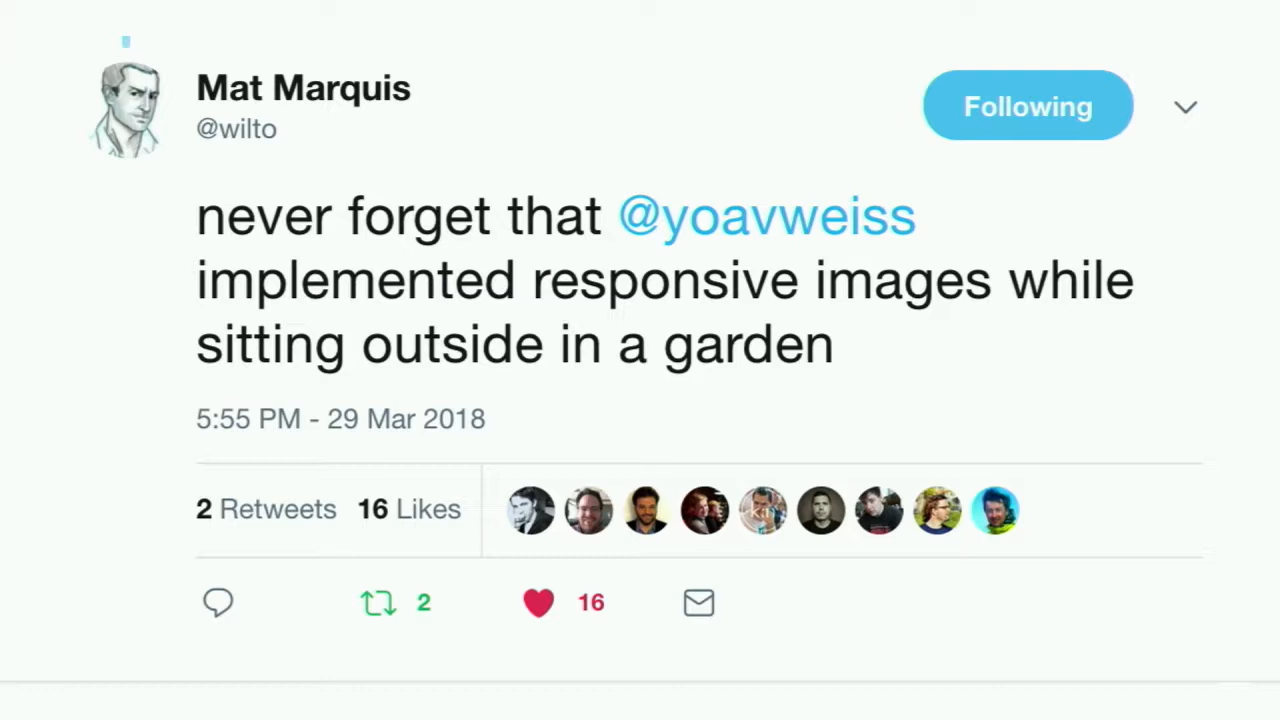 Mat Marquis
@wilto
Following
never forget that @yoavweiss
implemented responsive images while
sitting outside in a garden
5:55 PM - 29 Mar 2018
2 Retweets 16 Likes
2 16